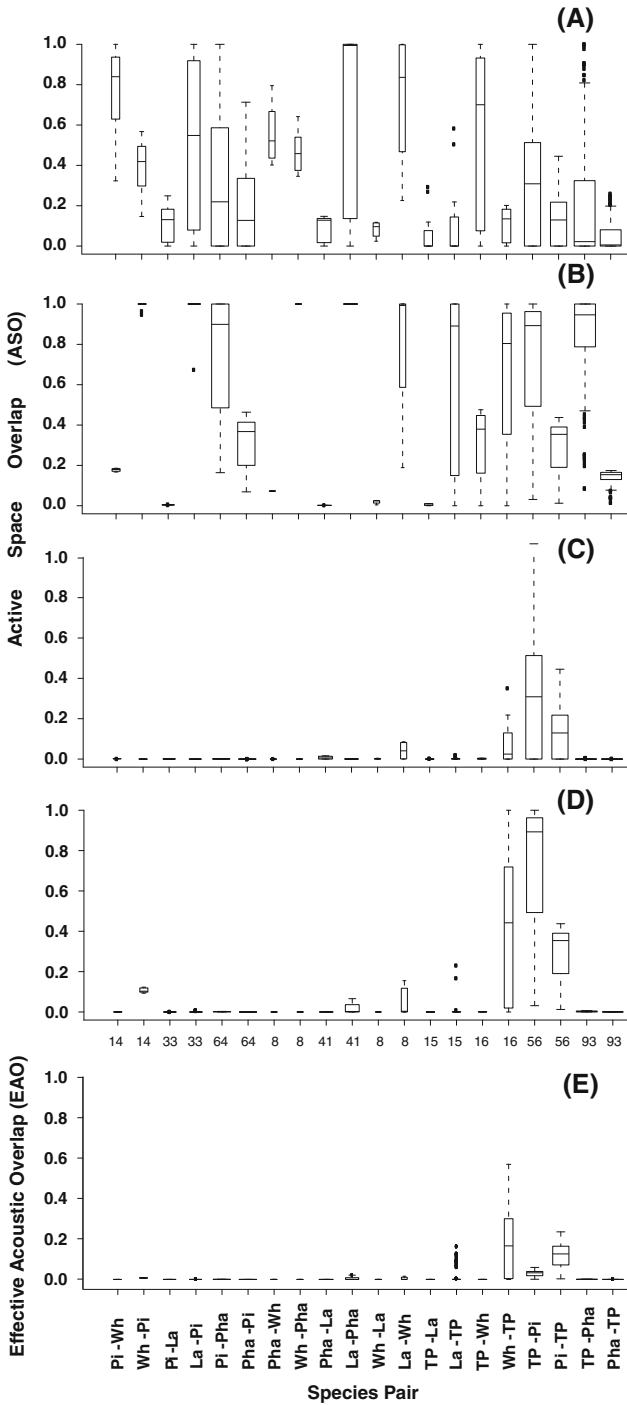 (A)
1.0
0.8
0.6
0.4
0.2
0.0
(B)
1.0
0.8
0.6
0.4
0.2
0.0
(C)
1.0
0.8
0.6
0.4
0.2
0.0
(D)
1.0
0.8
0.6
0.4
0.2
0.0
14 14 33 33 64 64 8 8 41 41 8 8 15 15 16 16 56 56 93 93
(E)
1.0
0.8
0.6
0.4
0.2
0.0
Active Space Overlap (ASO)
Effective Acoustic Overlap (EAO)
Pi -Wh
Wh -Pi
Pi -La
La -Pi
Pi -Pha
Pha -Pi
Pha -Wh
Wh -Pha
Pha -La
La -Pha
Wh -La
La -Wh
TP -La
La -TP
TP -Wh
Wh -TP
TP -Pi
Pi -TP
TP -Pha
Pha -TP
Species Pair